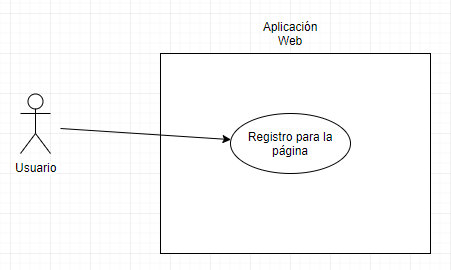 Aplicación
Web
Registro para la
página
Usuario